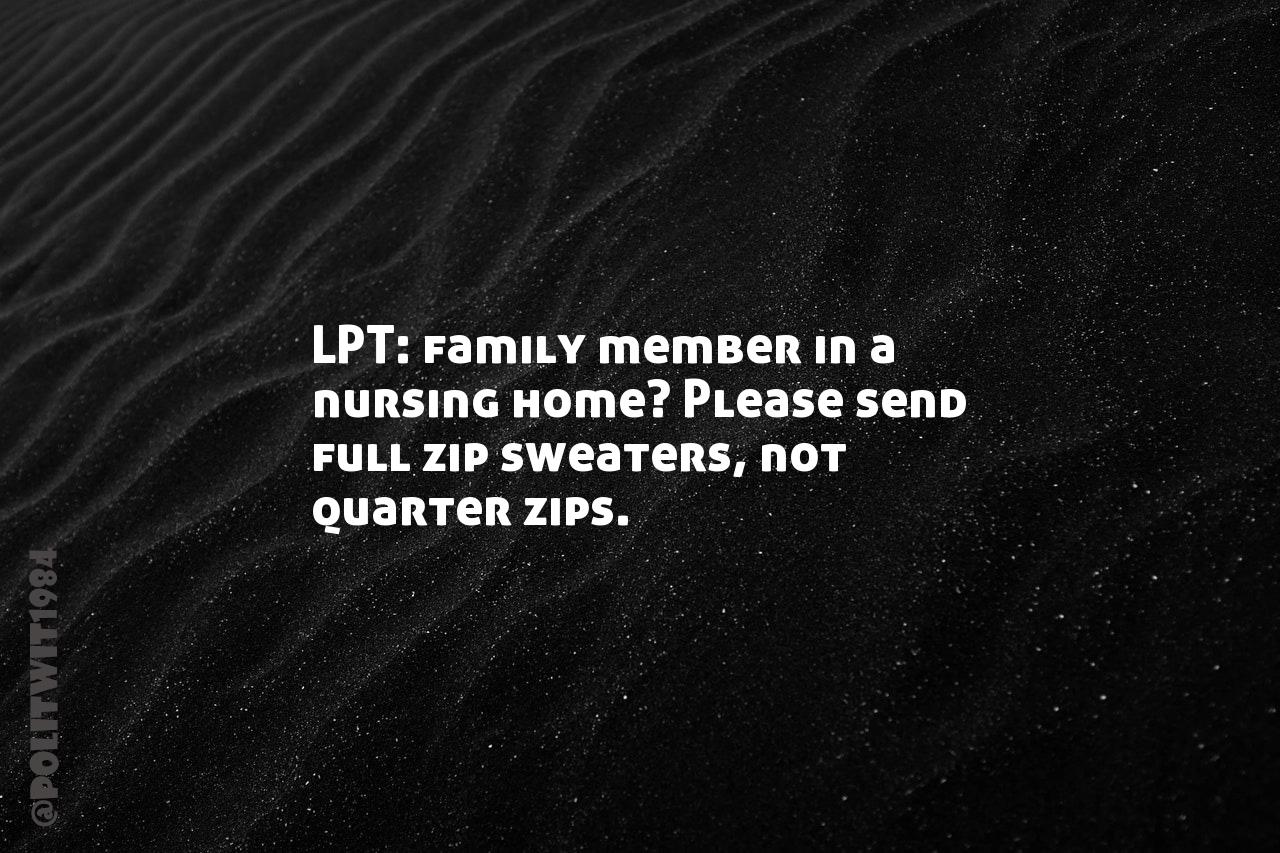 LPT: family member in a
nursing home? Please send
full zip sweaters, not
quarter zips.
@POLITWIT1984